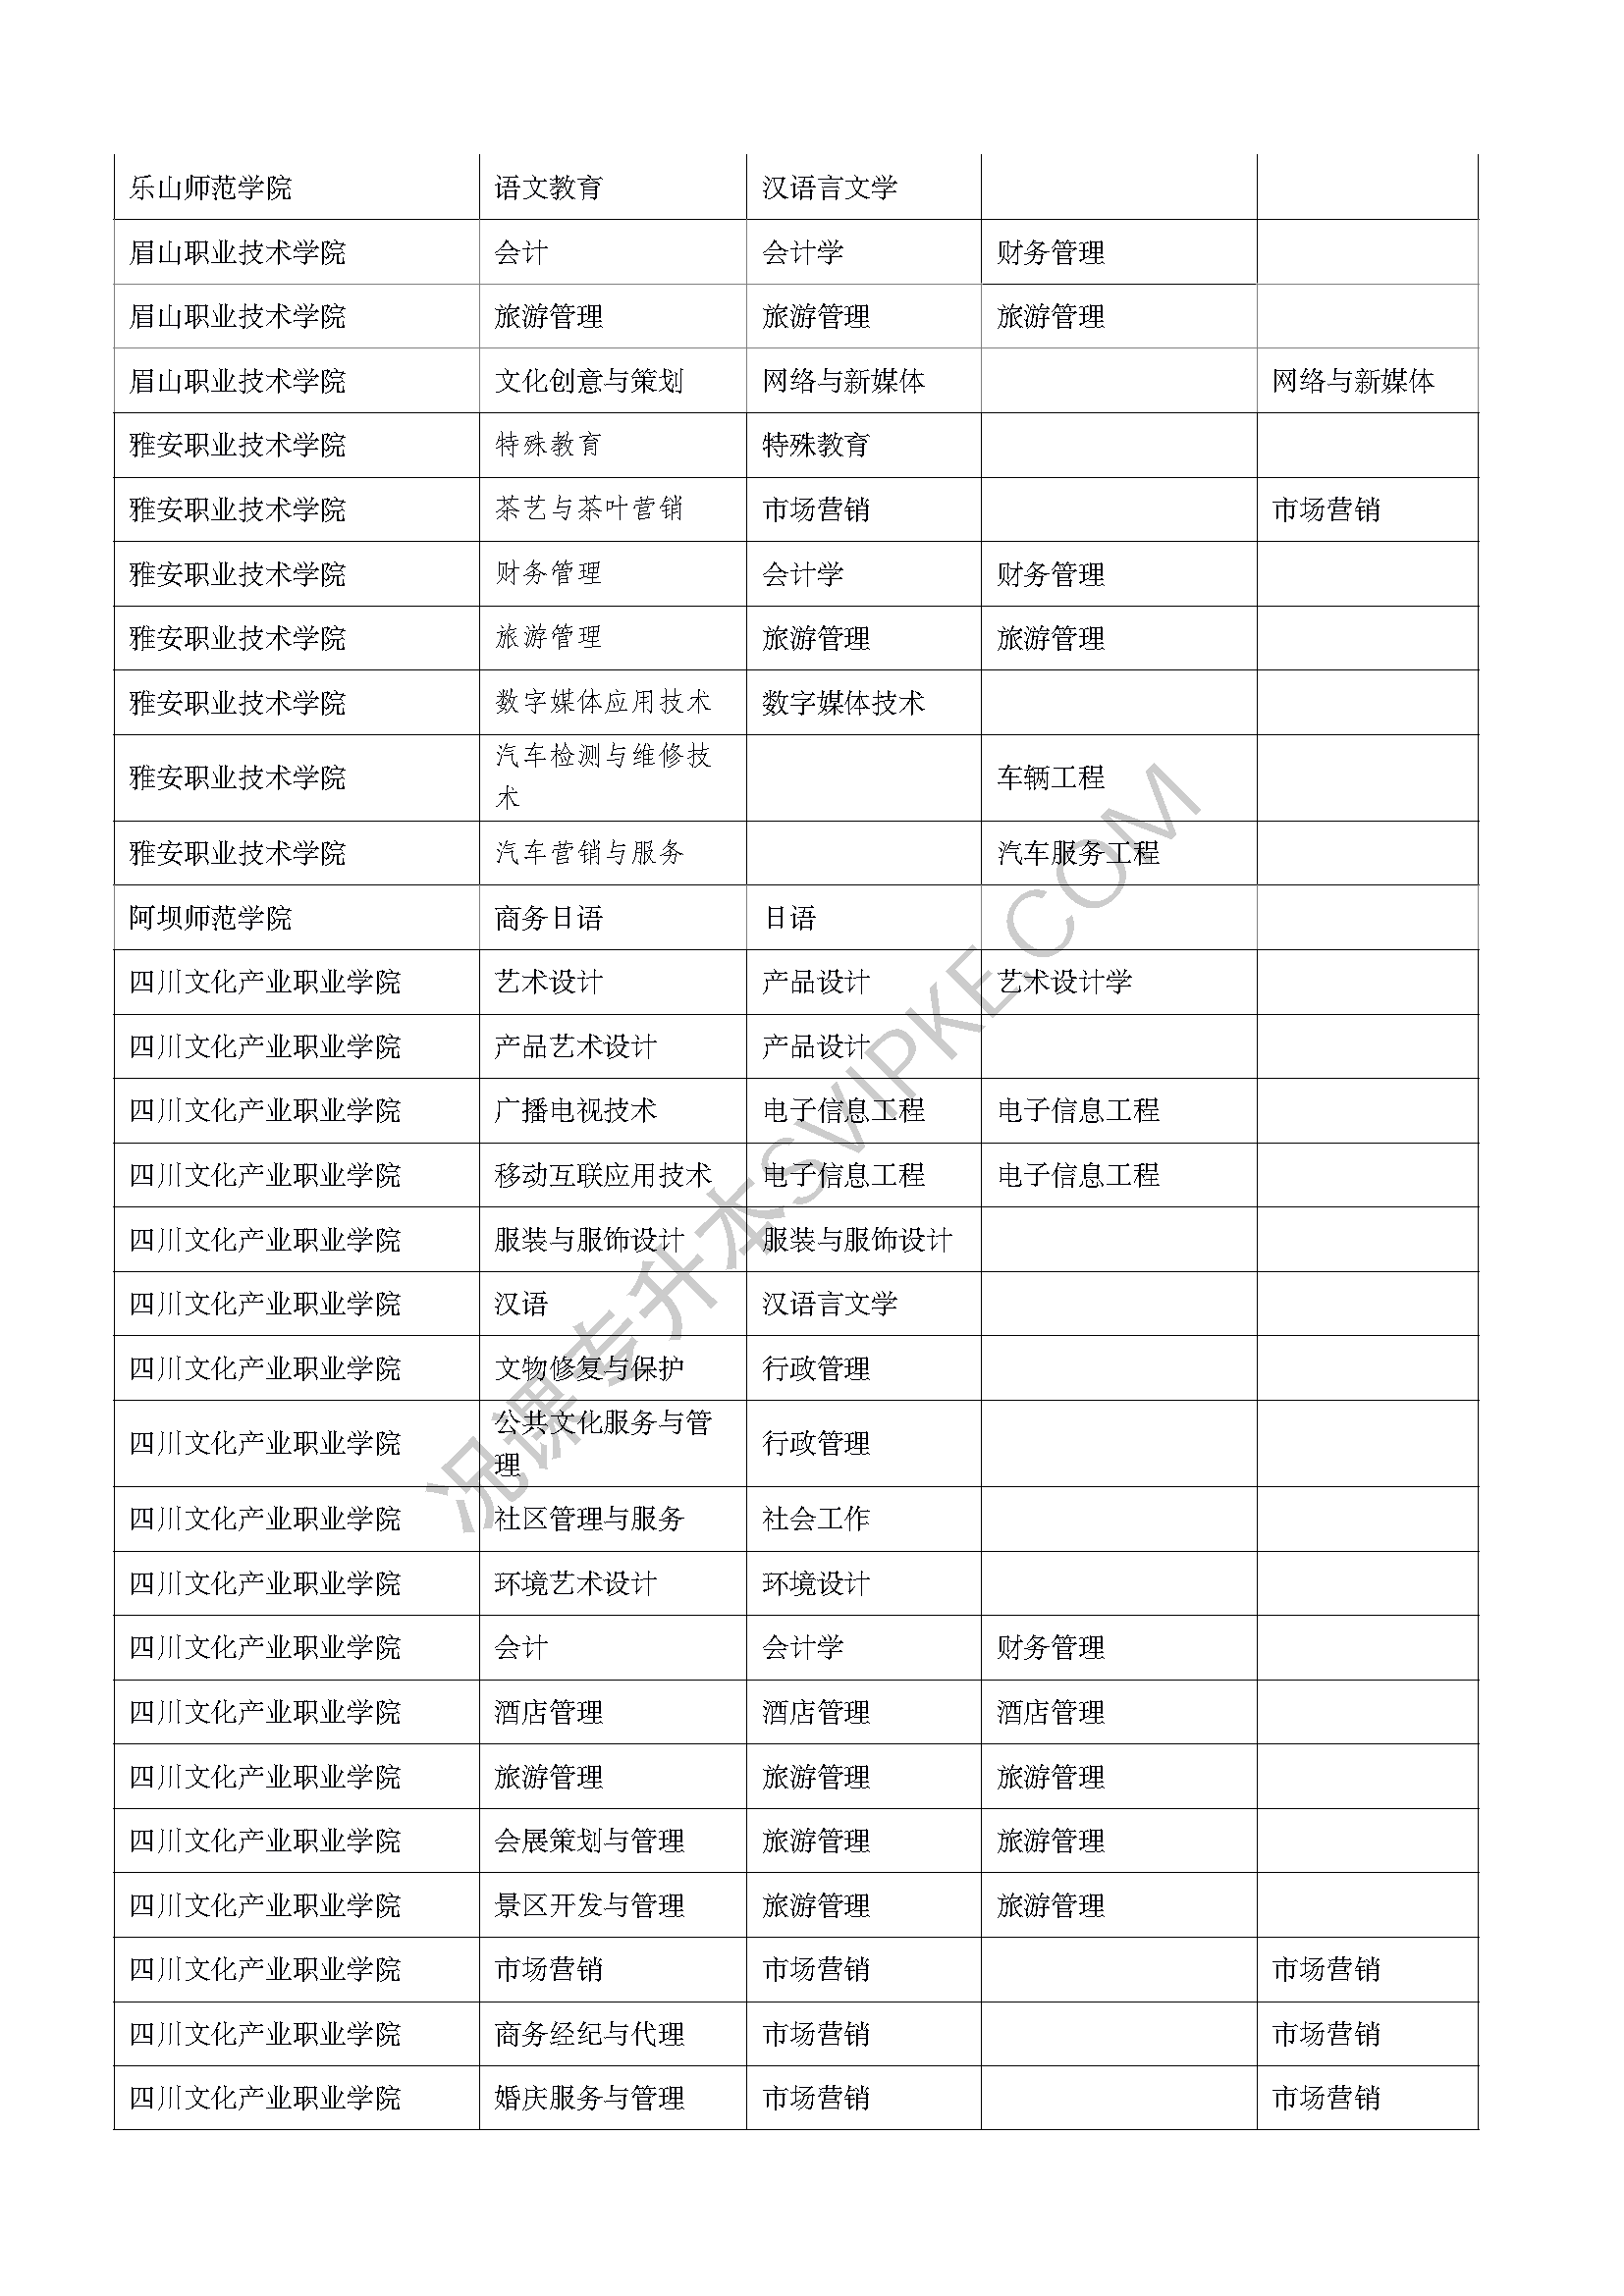 乐山师范学院 语文教育 汉语言文学
眉山职业技术学院 会计 会计学 财务管理
眉山职业技术学院 旅游管理 旅游管理 旅游管理
眉山职业技术学院 文化创意与策划 网络与新媒体 网络与新媒体
雅安职业技术学院 特殊教育 特殊教育
雅安职业技术学院 茶艺与茶叶营销 市场营销 市场营销
雅安职业技术学院 财务管理 会计学 财务管理
雅安职业技术学院 旅游管理 旅游管理 旅游管理
雅安职业技术学院 数字媒体应用技术 数字媒体技术
雅安职业技术学院 汽车检测与维修技
术 车辆工程
雅安职业技术学院 汽车营销与服务 汽车服务工程
阿坝师范学院 商务日语 日语
四川文化产业职业学院 艺术设计 产品设计 艺术设计学
四川文化产业职业学院 产品艺术设计 产品设计
四川文化产业职业学院 广播电视技术 电子信息工程 电子信息工程
四川文化产业职业学院 移动互联应用技术 电子信息工程 电子信息工程
四川文化产业职业学院 服装与服饰设计 服装与服饰设计
四川文化产业职业学院 汉语 汉语言文学
四川文化产业职业学院 文物修复与保护 行政管理
四川文化产业职业学院 公共文化服务与管
理 行政管理
四川文化产业职业学院 社区管理与服务 社会工作
四川文化产业职业学院 环境艺术设计 环境设计
四川文化产业职业学院 会计 会计学 财务管理
四川文化产业职业学院 酒店管理 酒店管理 酒店管理
四川文化产业职业学院 旅游管理 旅游管理 旅游管理
四川文化产业职业学院 会展策划与管理 旅游管理 旅游管理
四川文化产业职业学院 景区开发与管理 旅游管理 旅游管理
四川文化产业职业学院 市场营销 市场营销 市场营销
四川文化产业职业学院 商务经纪与代理 市场营销 市场营销
四川文化产业职业学院 婚庆服务与管理 市场营销 市场营销
况课专升本SVIPKE.COM